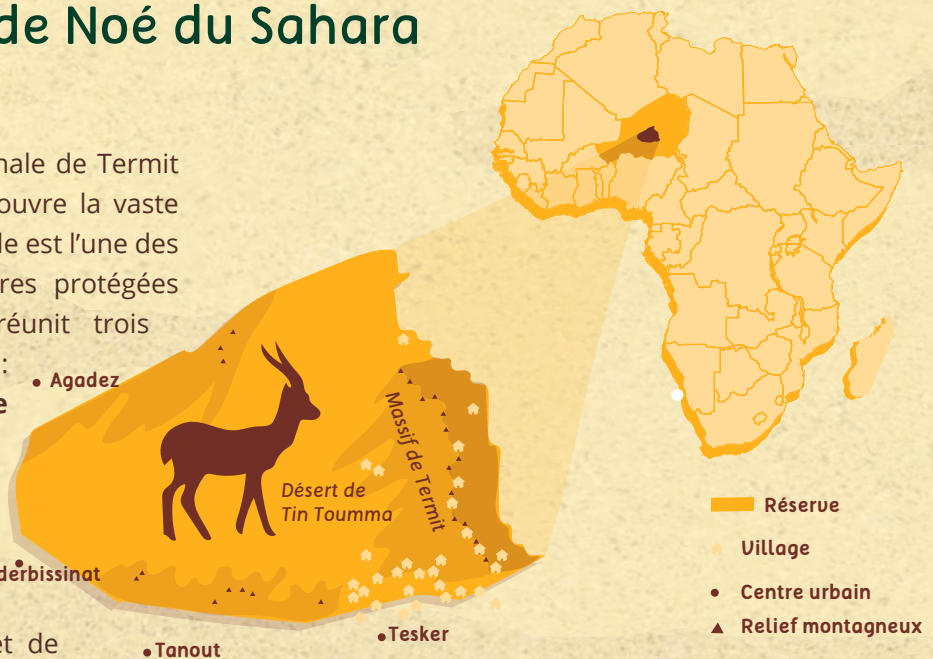 de Noé du Sahara
nale de Termit
ouvre la vaste
le est l'une des
res protégées
réunit trois
:
e
et de
Agadez
Massif de Termit
Désert de
Tin Toumma
derbissinat
Tanout
Tesker
Réserve
Village
Centre urbain
Relief montagneux